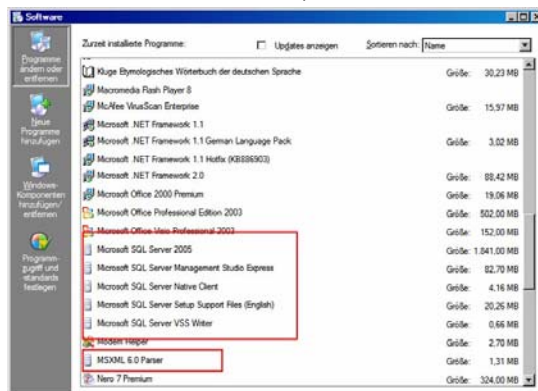 Software
Programme ändern oder entfernen
Neue Programme hinzufügen
Windows-Komponenten hinzufügen/entfernen
Programmzugriff und -standards festlegen
Zurzeit installierte Programme:
Updates anzeigen
Sortieren nach: Name
Kluge Etymologisches Wörterbuch der deutschen Sprache Größe: 30,23 MB
Macromedia Flash Player 8
McAfee VirusScan Enterprise Größe: 15,97 MB
Microsoft .NET Framework 1.1
Microsoft .NET Framework 1.1 German Language Pack Größe: 3,02 MB
Microsoft .NET Framework 1.1 Hotfix (KB886903)
Microsoft .NET Framework 2.0 Größe: 88,42 MB
Microsoft Office 2000 Premium Größe: 19,06 MB
Microsoft Office Professional Edition 2003 Größe: 502,00 MB
Microsoft Office Visio Professional 2003 Größe: 152,00 MB
Microsoft SQL Server 2005 Größe: 1.841,00 MB
Microsoft SQL Server Management Studio Express Größe: 82,70 MB
Microsoft SQL Server Native Client Größe: 4,16 MB
Microsoft SQL Server Setup Support Files (English) Größe: 20,26 MB
Microsoft SQL Server VSS Writer Größe: 0,66 MB
Modem Helper Größe: 2,70 MB
MSXML 6.0 Parser Größe: 1,31 MB
Nero 7 Premium Größe: 324,00 MB